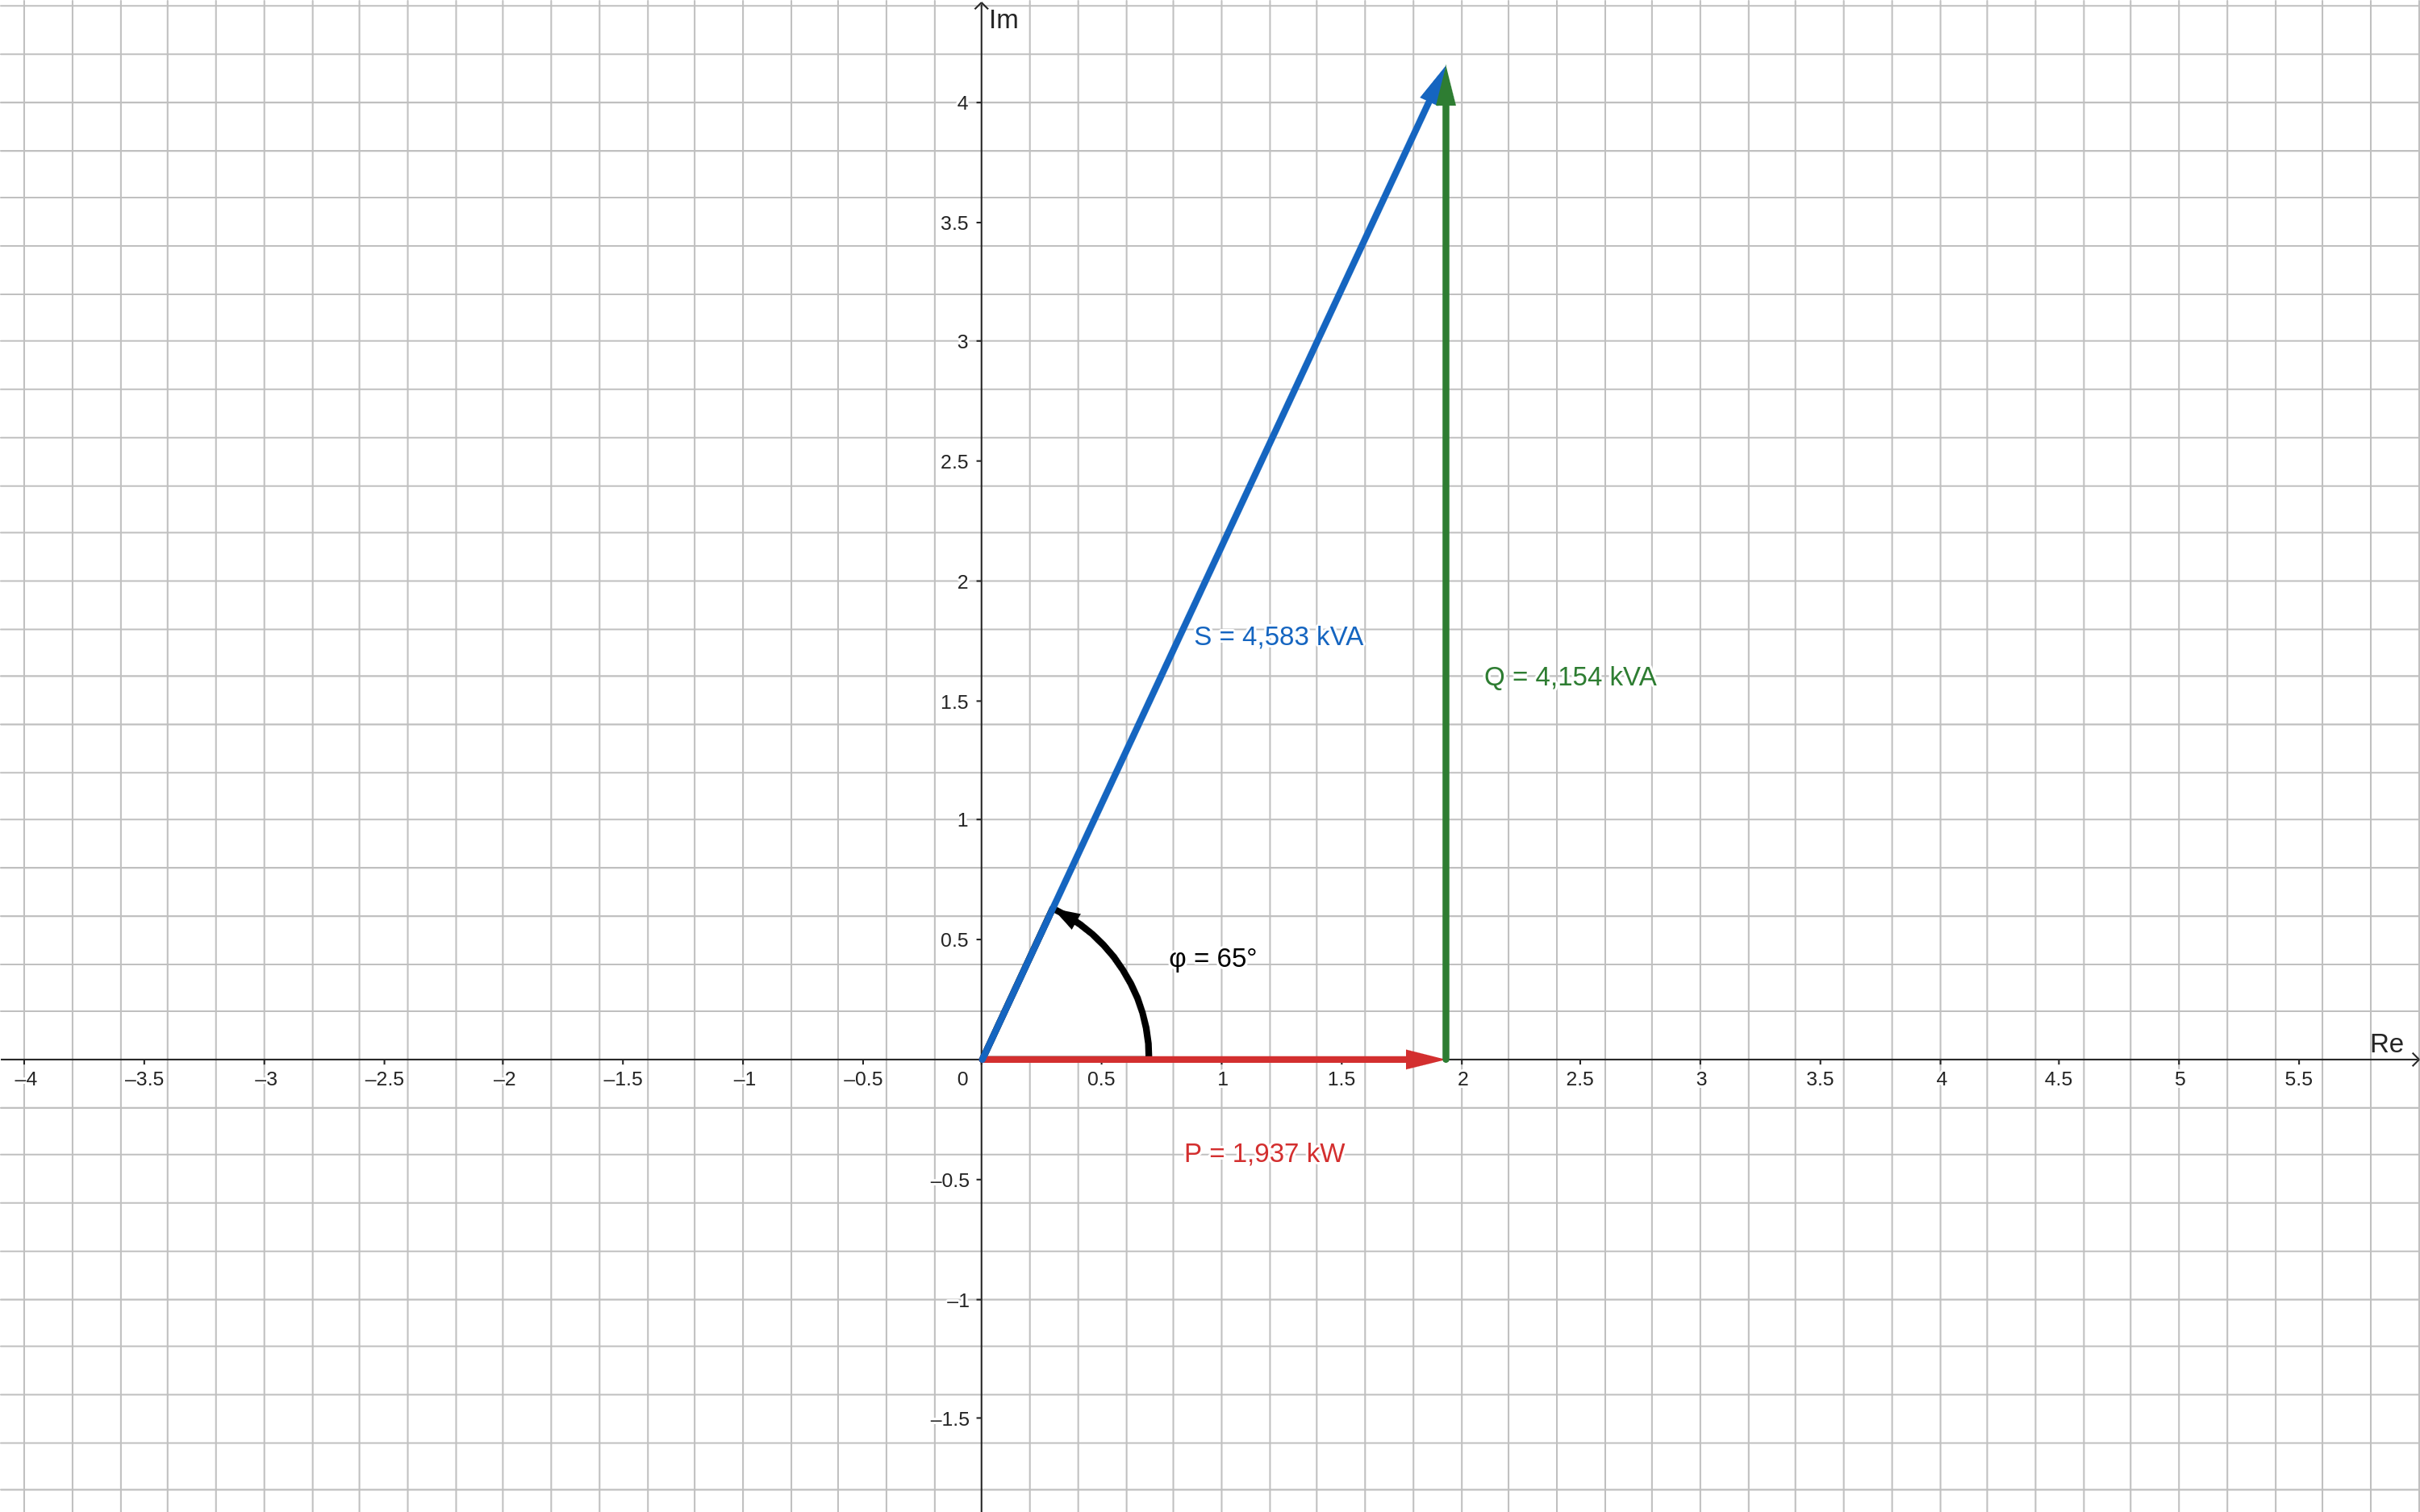 Im
4
3.5
3
2.5
2
S = 4,583 kVA
Q = 4,154 kVA
1.5
1
0.5
φ = 65°
Re
–4 –3.5 –3 –2.5 –2 –1.5 –1 –0.5 0 0.5 1 1.5 2 2.5 3 3.5 4 4.5 5 5.5
P = 1,937 kW
–0.5
–1
–1.5